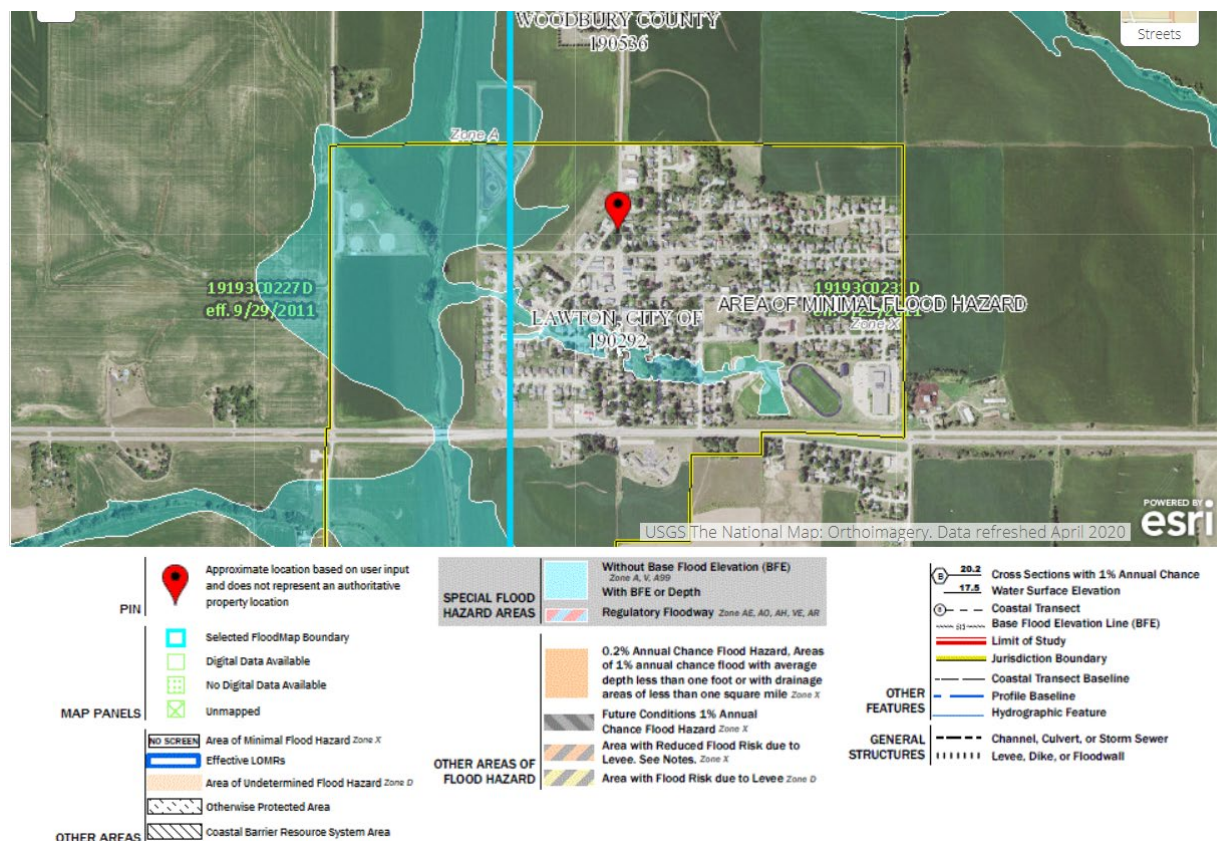 Streets
WOODBURY COUNTY
190536
Zone A
19193C0227D
eff. 9/29/2011
19193C0231D
AREA OF MINIMAL FLOOD HAZARD
Zone X
LAWTON, CITY OF
190292
POWERED BY
esri
USGS The National Map: Orthoimagery. Data refreshed April 2020
PIN
Approximate location based on user input
and does not represent an authoritative
property location
MAP PANELS
Selected FloodMap Boundary
Digital Data Available
No Digital Data Available
Unmapped
OTHER AREAS
NO SCREEN Area of Minimal Flood Hazard Zone X
Effective LOMRs
Area of Undetermined Flood Hazard Zone D
Otherwise Protected Area
Coastal Barrier Resource System Area
SPECIAL FLOOD
HAZARD AREAS
Without Base Flood Elevation (BFE)
Zone A, V, A99
With BFE or Depth
Regulatory Floodway Zone AE, AO, AH, VE, AR
OTHER AREAS OF
FLOOD HAZARD
0.2% Annual Chance Flood Hazard, Areas
of 1% annual chance flood with average
depth less than one foot or with drainage
areas of less than one square mile Zone X
Future Conditions 1% Annual
Chance Flood Hazard Zone X
Area with Reduced Flood Risk due to
Levee. See Notes. Zone X
Area with Flood Risk due to Levee Zone D
OTHER
FEATURES
B 20.2 Cross Sections with 1% Annual Chance
17.5 Water Surface Elevation
8 Coastal Transect
513 Base Flood Elevation Line (BFE)
Limit of Study
Jurisdiction Boundary
Coastal Transect Baseline
Profile Baseline
Hydrographic Feature
GENERAL
STRUCTURES
Channel, Culvert, or Storm Sewer
Levee, Dike, or Floodwall